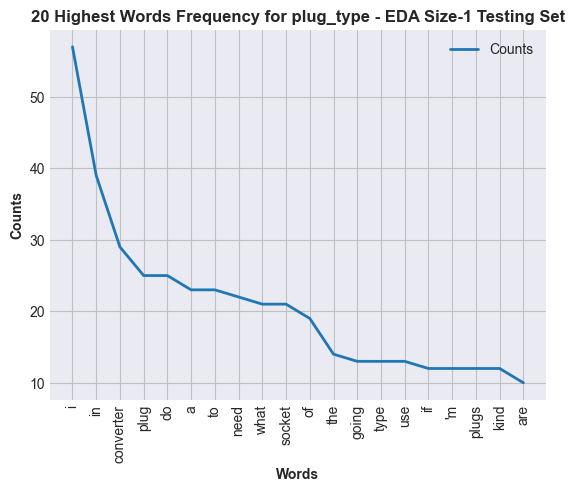 20 Highest Words Frequency for plug_type - EDA Size-1 Testing Set
Counts
Counts
50
40
30
20
10
i
in
converter
plug
do
a
to
need
what
socket
of
the
going
type
use
if
'm
plugs
kind
are
Words